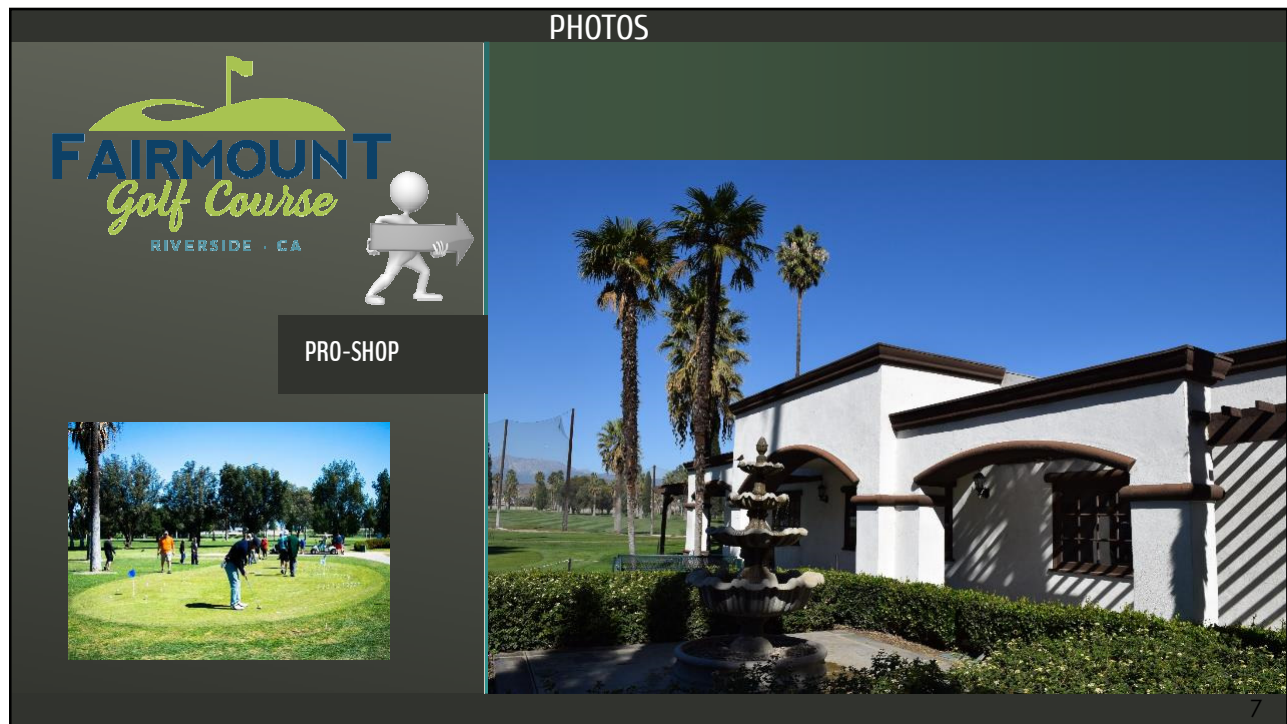 PHOTOS
FAIRMOUNT
Golf Course
RIVERSIDE · CA
PRO-SHOP
7